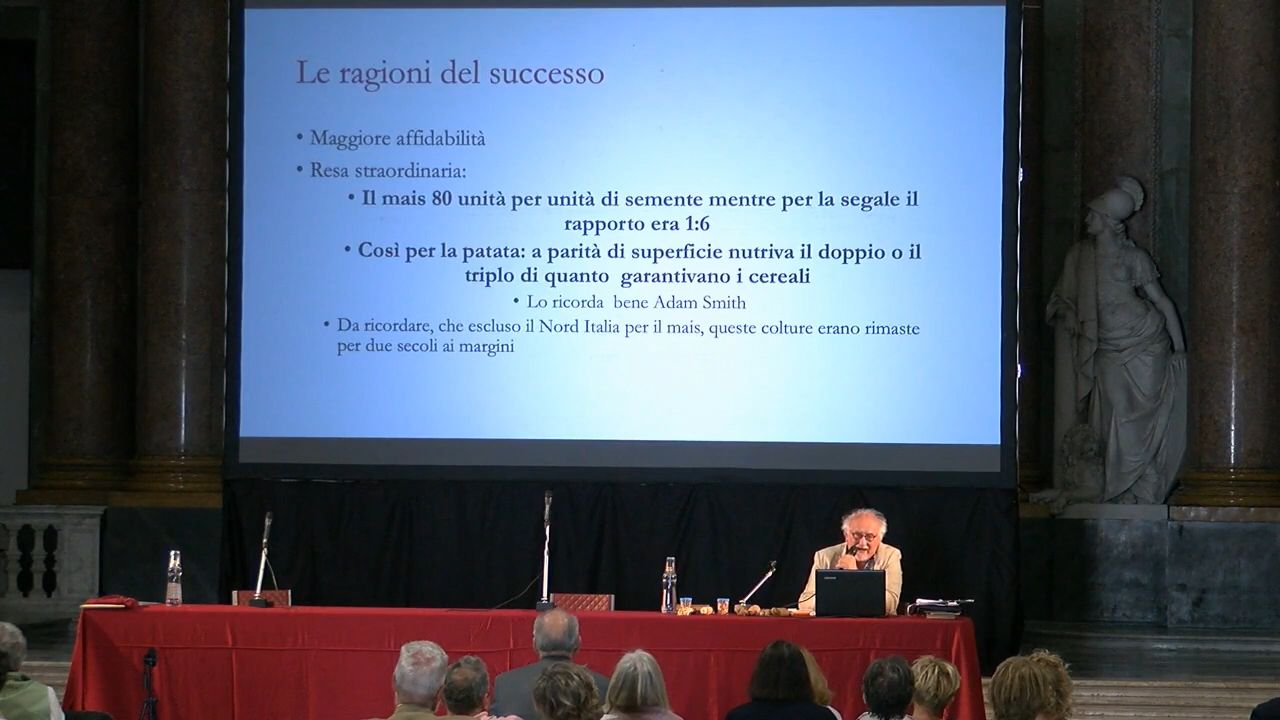 Le ragioni del successo
• Maggiore affidabilità
• Resa straordinaria:
• Il mais 80 unità per unità di semente mentre per la segale il
rapporto era 1:6
• Così per la patata: a parità di superficie nutriva il doppio o il
triplo di quanto garantivano i cereali
• Lo ricorda bene Adam Smith
• Da ricordare, che escluso il Nord Italia per il mais, queste colture erano rimaste
per due secoli ai margini